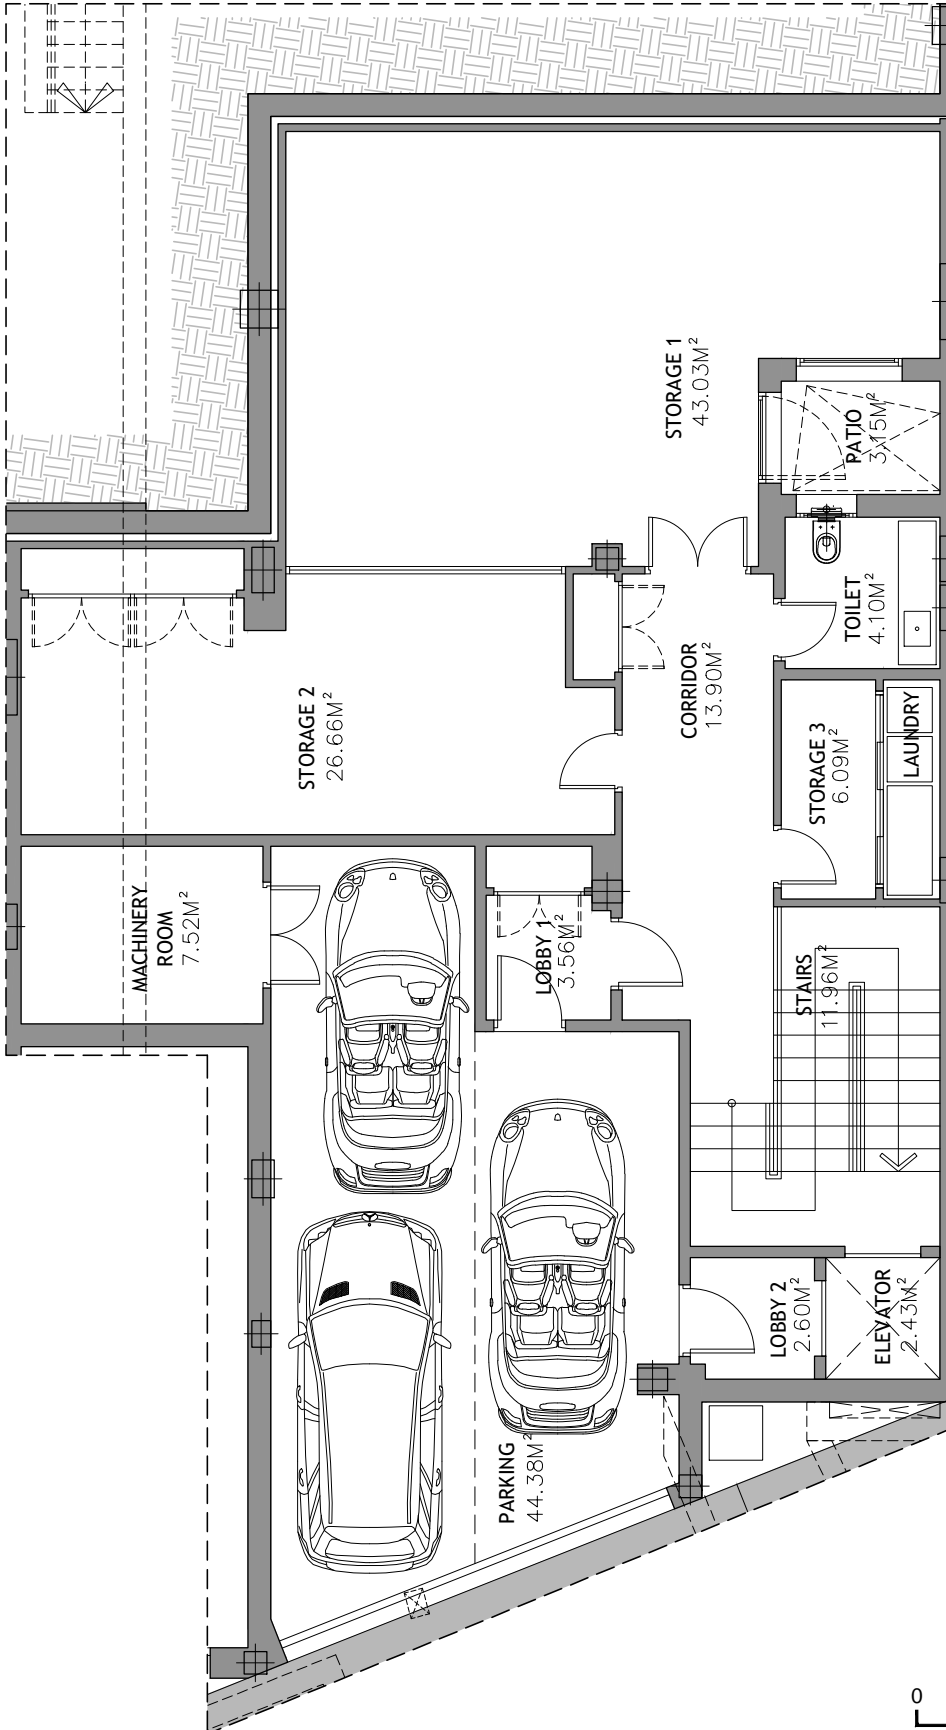 STORAGE 1
43.03M²
PATIO
3.15M²
TOILET
4.10M²
CORRIDOR
13.90M²
STORAGE 2
26.66M²
STORAGE 3
6.09M²
LAUNDRY
MACHINERY
ROOM
7.52M²
LOBBY 1
3.56M²
STAIRS
11.96M²
LOBBY 2
2.60M²
ELEVATOR
2.43M²
PARKING
44.38M²
0